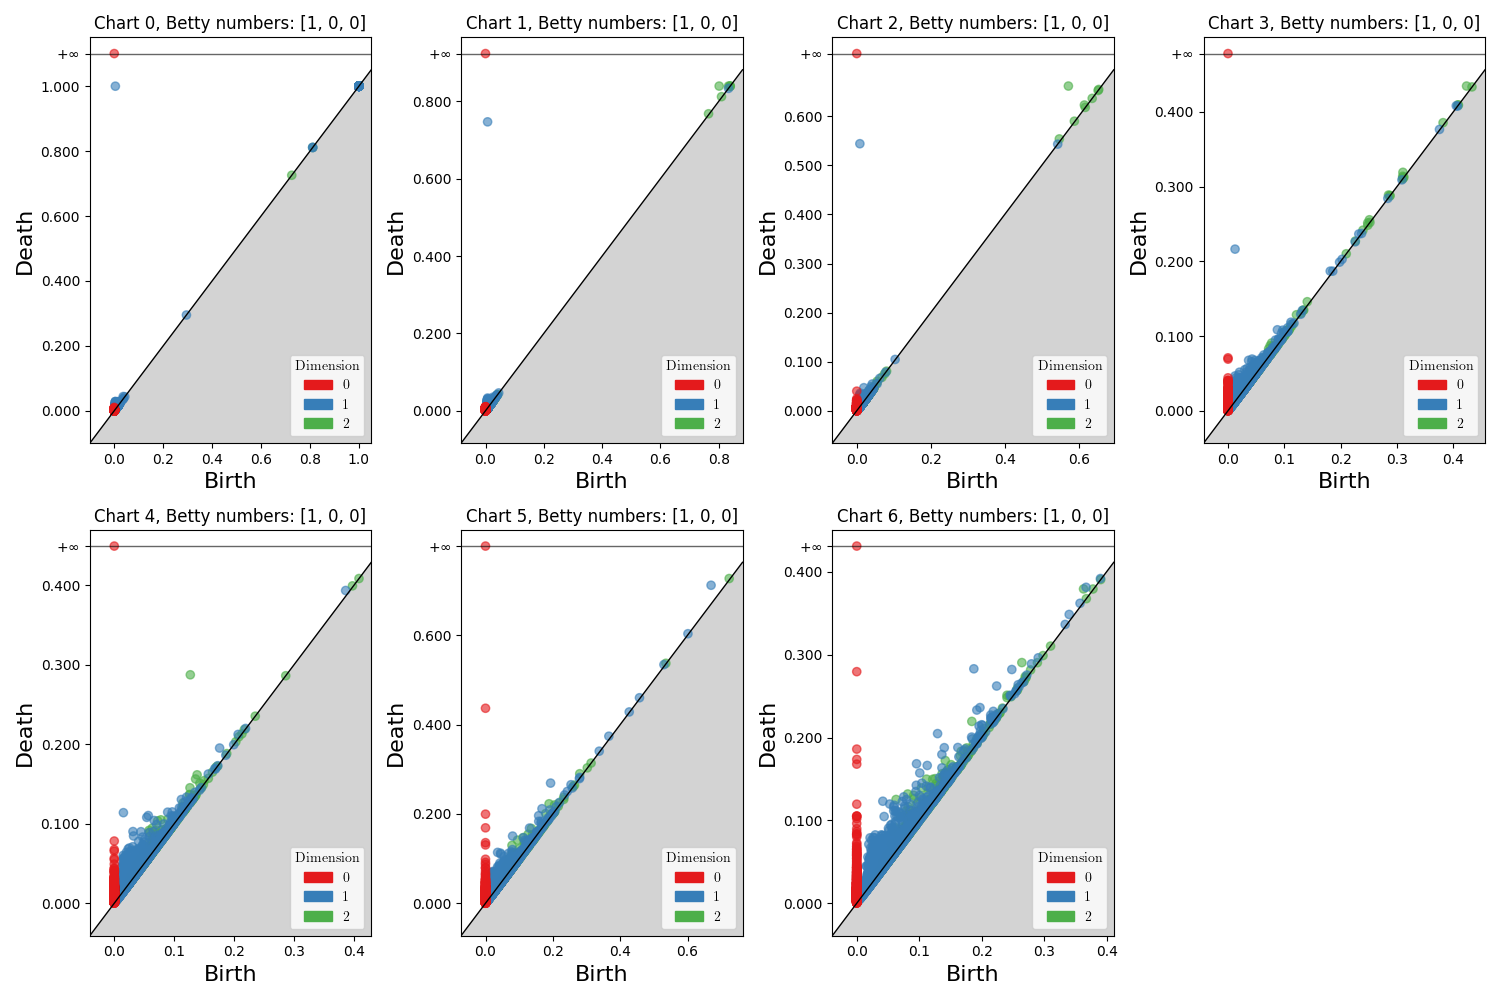 Chart 0, Betty numbers: [1, 0, 0]
+∞
1.000
0.800
0.600
0.400
0.200
0.000
Death
0.0 0.2 0.4 0.6 0.8 1.0
Birth
Dimension
0
1
2
Chart 1, Betty numbers: [1, 0, 0]
+∞
0.800
0.600
0.400
0.200
0.000
Death
0.0 0.2 0.4 0.6 0.8
Birth
Dimension
0
1
2
Chart 2, Betty numbers: [1, 0, 0]
+∞
0.600
0.500
0.400
0.300
0.200
0.100
0.000
Death
0.0 0.2 0.4 0.6
Birth
Dimension
0
1
2
Chart 3, Betty numbers: [1, 0, 0]
+∞
0.400
0.300
0.200
0.100
0.000
Death
0.0 0.1 0.2 0.3 0.4
Birth
Dimension
0
1
2
Chart 4, Betty numbers: [1, 0, 0]
+∞
0.400
0.300
0.200
0.100
0.000
Death
0.0 0.1 0.2 0.3 0.4
Birth
Dimension
0
1
2
Chart 5, Betty numbers: [1, 0, 0]
+∞
0.600
0.400
0.200
0.000
Death
0.0 0.2 0.4 0.6
Birth
Dimension
0
1
2
Chart 6, Betty numbers: [1, 0, 0]
+∞
0.400
0.300
0.200
0.100
0.000
Death
0.0 0.1 0.2 0.3 0.4
Birth
Dimension
0
1
2